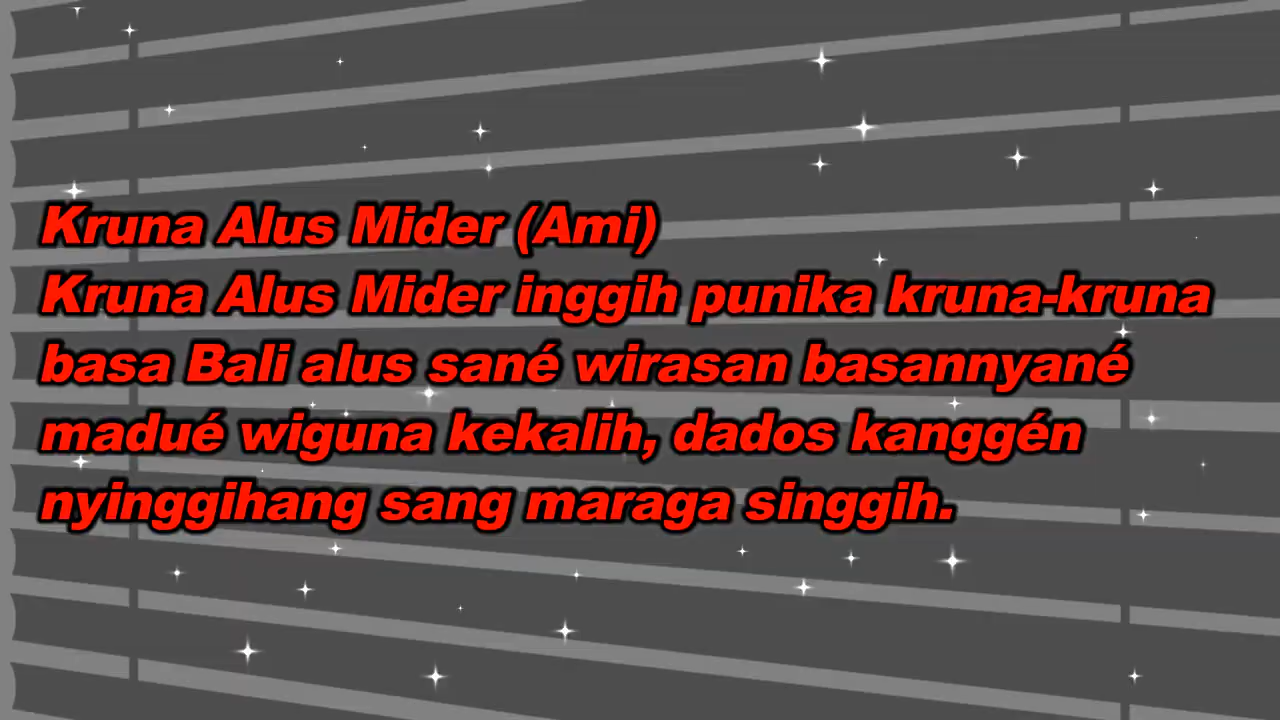 Kruna Alus Mider (Ami)
Kruna Alus Mider inggih punika kruna-kruna
basa Bali alus sané wirasan basannyané
madué wiguna kekalih, dados kanggén
nyinggihang sang maraga singgih.